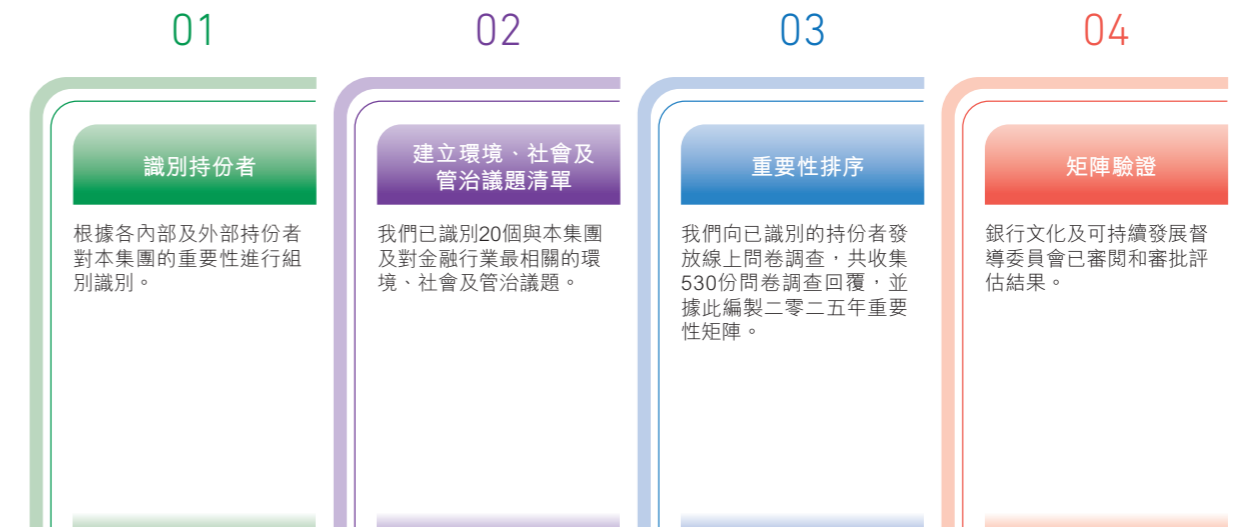 01
識別持份者
根據各內部及外部持份者
對本集團的重要性進行組
別識別。
02
建立環境、社會及
管治議題清單
我們已識別20個與本集團
及對金融行業最相關的環
境、社會及管治議題。
03
重要性排序
我們向已識別的持份者發
放線上問卷調查，共收集
530份問卷調查回覆，並
據此編製二零二五年重要
性矩陣。
04
矩陣驗證
銀行文化及可持續發展督
導委員會已審閱和審批評
估結果。